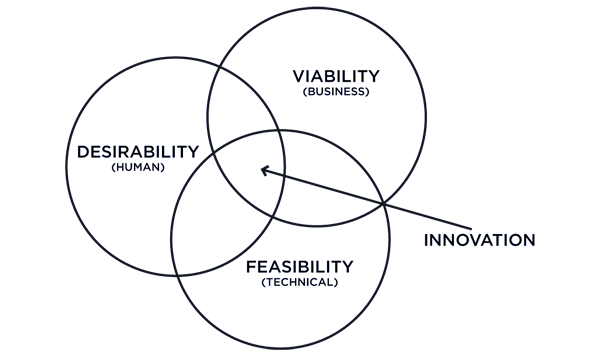 VIABILITY
(BUSINESS)
DESIRABILITY
(HUMAN)
INNOVATION
FEASIBILITY
(TECHNICAL)